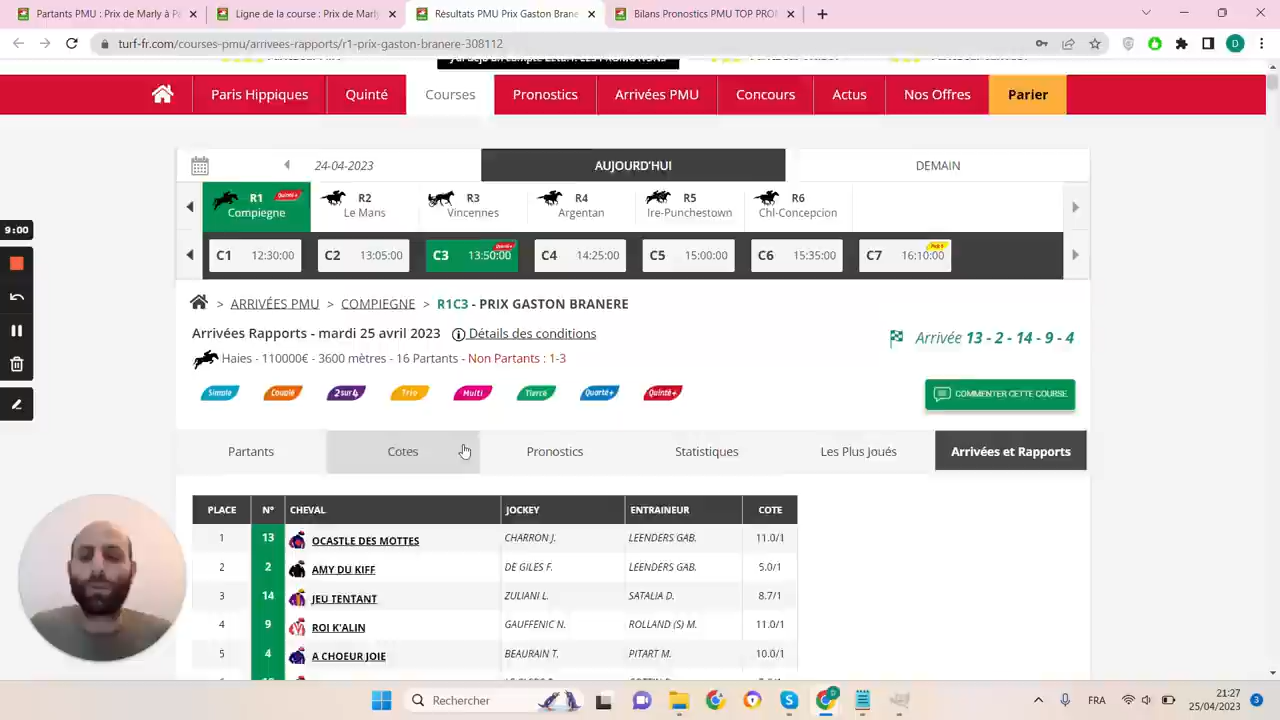 Partants PMU : Prix de Marly à P
Ligne de la course : Prix de Marl
Résultats PMU Prix Gaston Brane
Bilans Pronostics PMU TOP PRO
turf-fr.com/courses-pmu/arrivees-rapports/r1-prix-gaston-branere-308112
D
Paris Hippiques
Quinté
Courses
Pronostics
Arrivées PMU
Concours
Actus
Nos Offres
Parier
24-04-2023
AUJOURD'HUI
DEMAIN
R1 Quinté+
Compiegne
R2
Le Mans
R3
Vincennes
R4
Argentan
R5
Ire-Punchestown
R6
Chl-Concepcion
9:00
C1 12:30:00
C2 13:05:00
C3 13:50:00
C4 14:25:00
C5 15:00:00
C6 15:35:00
C7 16:10:00
> ARRIVÉES PMU > COMPIEGNE > R1C3 - PRIX GASTON BRANERE
Arrivées Rapports - mardi 25 avril 2023 Détails des conditions
Arrivée 13 - 2 - 14 - 9 - 4
Haies - 110000€ - 3600 mètres - 16 Partants - Non Partants : 1-3
Simple
Couplé
2sur4
Trio
Multi
Tiercé
Quarté+
Quinté+
COMMENTER CETTE COURSE
Partants
Cotes
Pronostics
Statistiques
Les Plus Joués
Arrivées et Rapports
PLACE N° CHEVAL JOCKEY ENTRAINEUR COTE
1 13 OCASTLE DES MOTTES CHARRON J. LEENDERS GAB. 11.0/1
2 2 AMY DU KIFF DE GILES F. LEENDERS GAB. 5.0/1
3 14 JEU TENTANT ZULIANI L. SATALIA D. 8.7/1
4 9 ROI K'ALIN GAUFFENIC N. ROLLAND (S) M. 11.0/1
5 4 A CHOEUR JOIE BEAURAIN T. PITART M. 10.0/1
Rechercher
FRA
21:27
25/04/2023
3